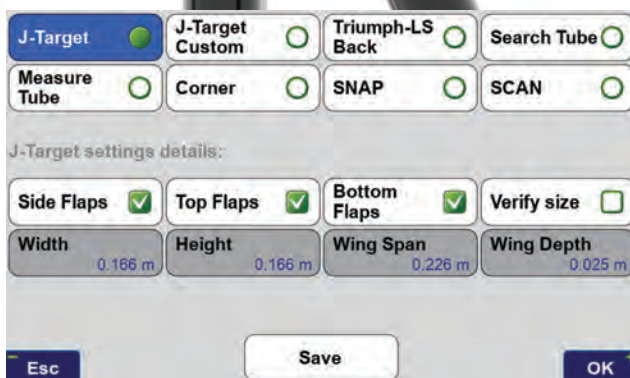 J-Target
J-Target
Custom
Triumph-LS
Back
Search Tube
Measure
Tube
Corner
SNAP
SCAN
J-Target settings details:
Side Flaps
Top Flaps
Bottom
Flaps
Verify size
Width
0.166 m
Height
0.166 m
Wing Span
0.226 m
Wing Depth
0.025 m
Esc
Save
OK